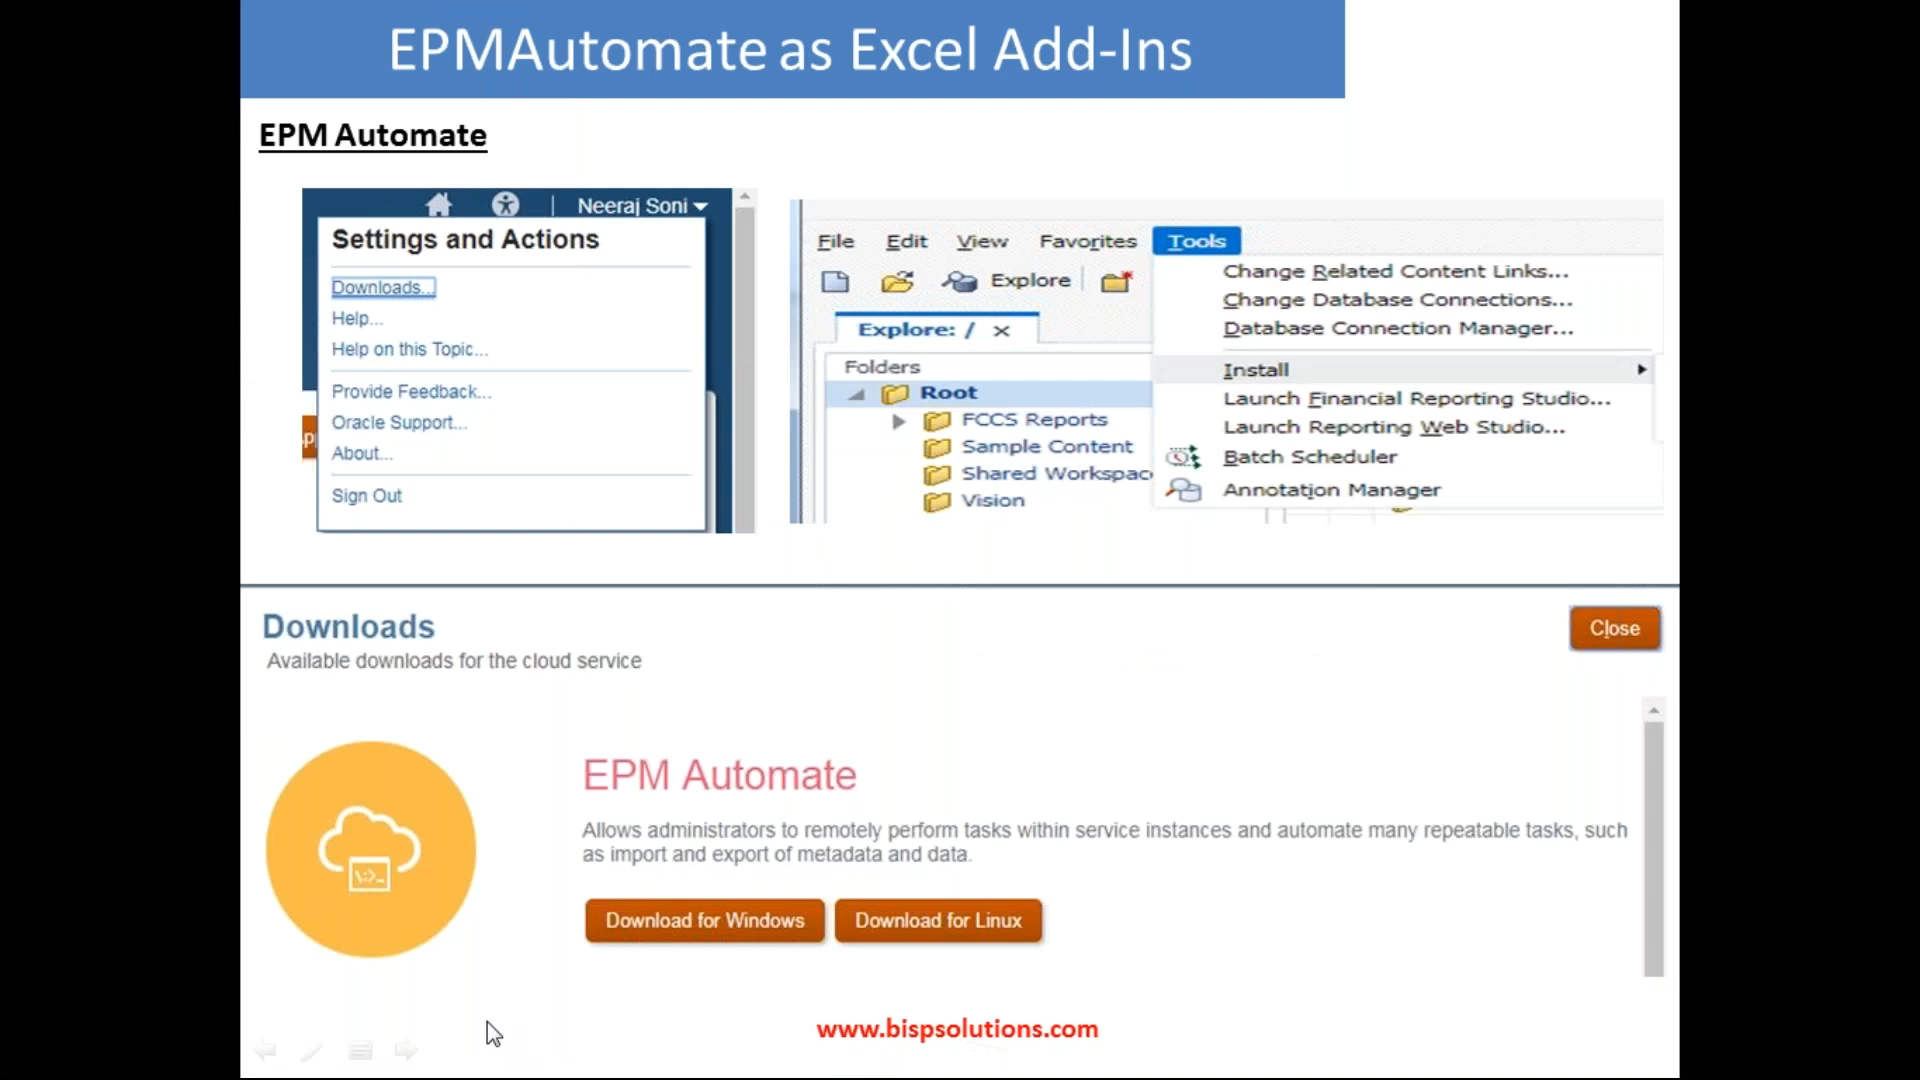 EPMAutomate as Excel Add-Ins
EPM Automate
Neeraj Soni
Settings and Actions
Downloads...
Help...
Help on this Topic...
Provide Feedback...
Oracle Support...
About...
Sign Out
File Edit View Favorites Tools
Explore
Explore: /
Folders
Root
FCCS Reports
Sample Content
Shared Workspac
Vision
Change Related Content Links...
Change Database Connections...
Database Connection Manager...
Install
Launch Financial Reporting Studio...
Launch Reporting Web Studio...
Batch Scheduler
Annotation Manager
Downloads
Close
Available downloads for the cloud service
EPM Automate
Allows administrators to remotely perform tasks within service instances and automate many repeatable tasks, such
as import and export of metadata and data.
Download for Windows Download for Linux
www.bispsolutions.com